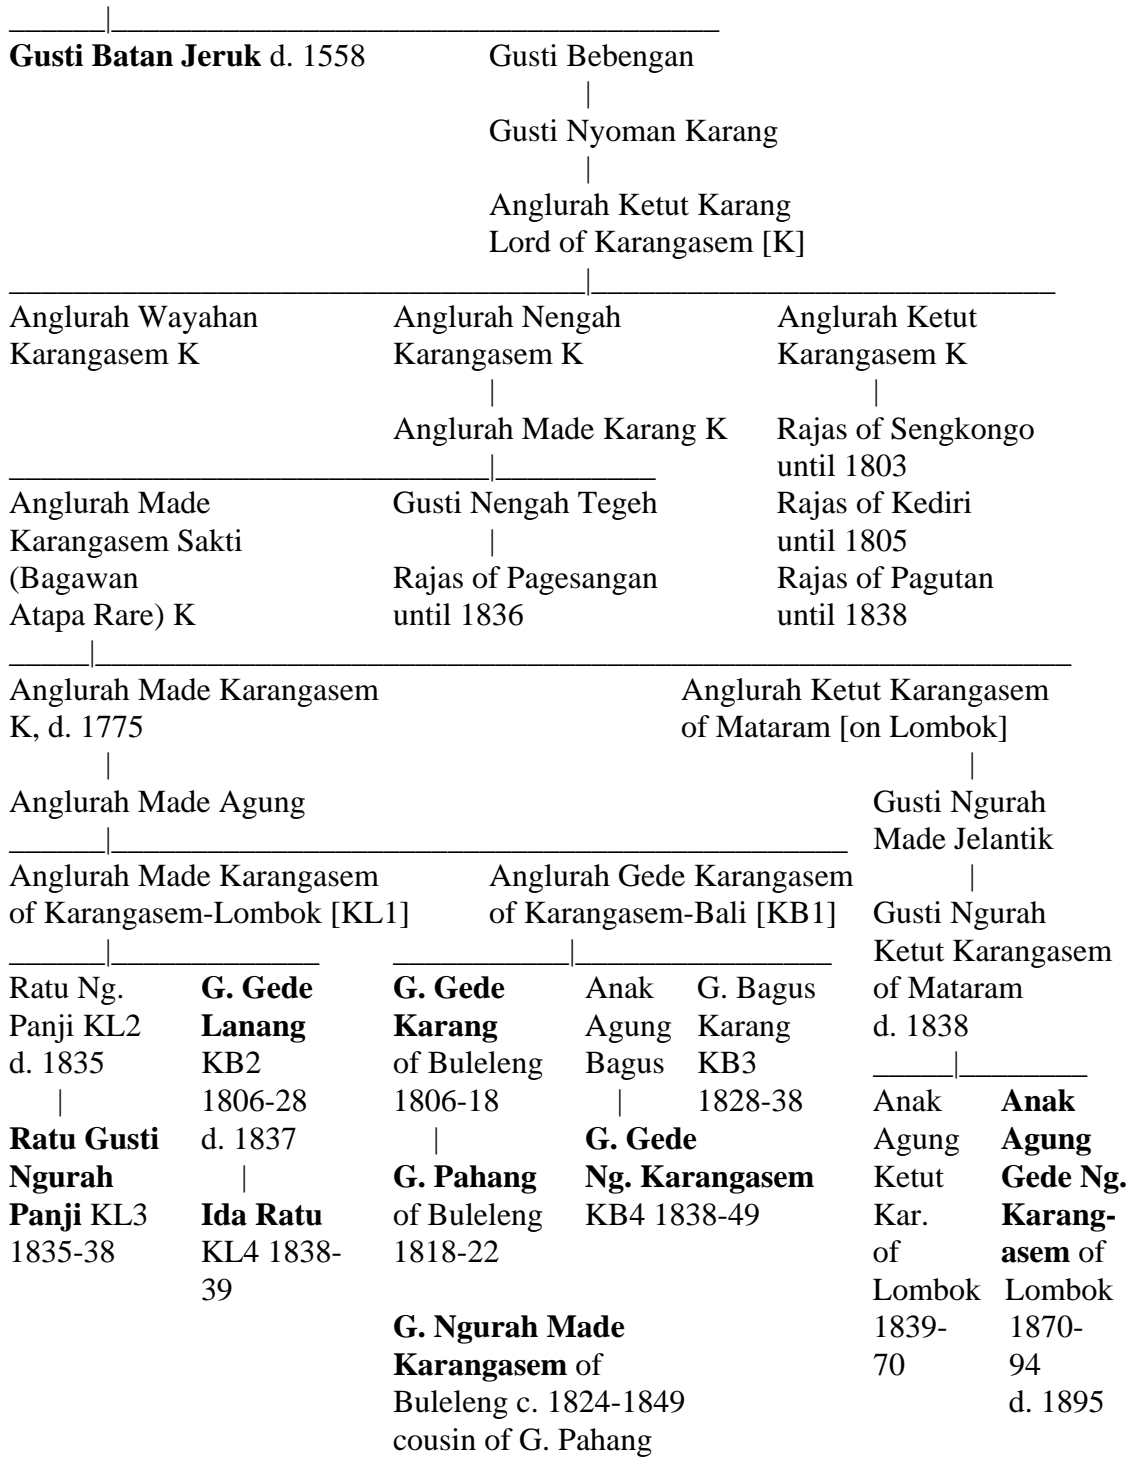 Gusti Batan Jeruk d. 1558 Gusti Bebengan
Gusti Nyoman Karang
Anglurah Ketut Karang
Lord of Karangasem [K]
Anglurah Wayahan Anglurah Nengah Anglurah Ketut
Karangasem K Karangasem K Karangasem K
Anglurah Made Karang K Rajas of Sengkongo
until 1803
Anglurah Made Gusti Nengah Tegeh Rajas of Kediri
Karangasem Sakti until 1805
(Bagawan Rajas of Pagesangan Rajas of Pagutan
Atapa Rare) K until 1836 until 1838
Anglurah Made Karangasem Anglurah Ketut Karangasem
K, d. 1775 of Mataram [on Lombok]
Anglurah Made Agung Gusti Ngurah
Made Jelantik
Anglurah Made Karangasem Anglurah Gede Karangasem
of Karangasem-Lombok [KL1] of Karangasem-Bali [KB1] Gusti Ngurah
Ketut Karangasem
Ratu Ng. G. Gede G. Gede Anak G. Bagus of Mataram
Panji KL2 Lanang Karang Agung Karang d. 1838
d. 1835 KB2 of Buleleng Bagus KB3
1806-28 1806-18 1828-38 Anak Anak
Ratu Gusti d. 1837 G. Gede Agung Agung
Ngurah G. Pahang Ng. Karangasem Ketut Gede Ng.
Panji KL3 Ida Ratu of Buleleng KB4 1838-49 Kar. Karang-
1835-38 KL4 1838- 1818-22 of asem of
39 Lombok Lombok
G. Ngurah Made 1839- 1870-
Karangasem of 70 94
Buleleng c. 1824-1849 d. 1895
cousin of G. Pahang